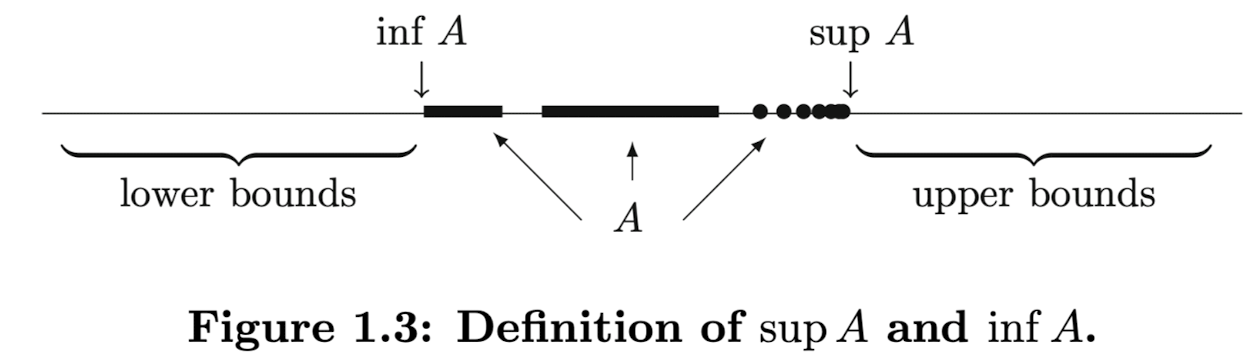 inf A
sup A
lower bounds
A
upper bounds
Figure 1.3: Definition of sup A and inf A.